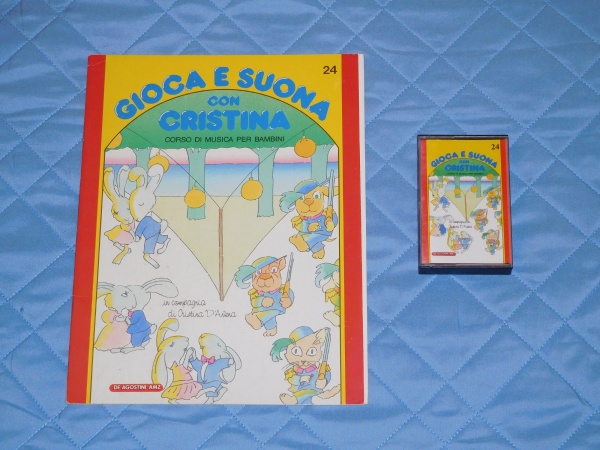 24
GIOCA E SUONA
CON
CRISTINA
CORSO DI MUSICA PER BAMBINI
in compagnia
di Cristina D'Avena
DE AGOSTINI/AMZ
24
GIOCA E SUONA
CON
CRISTINA